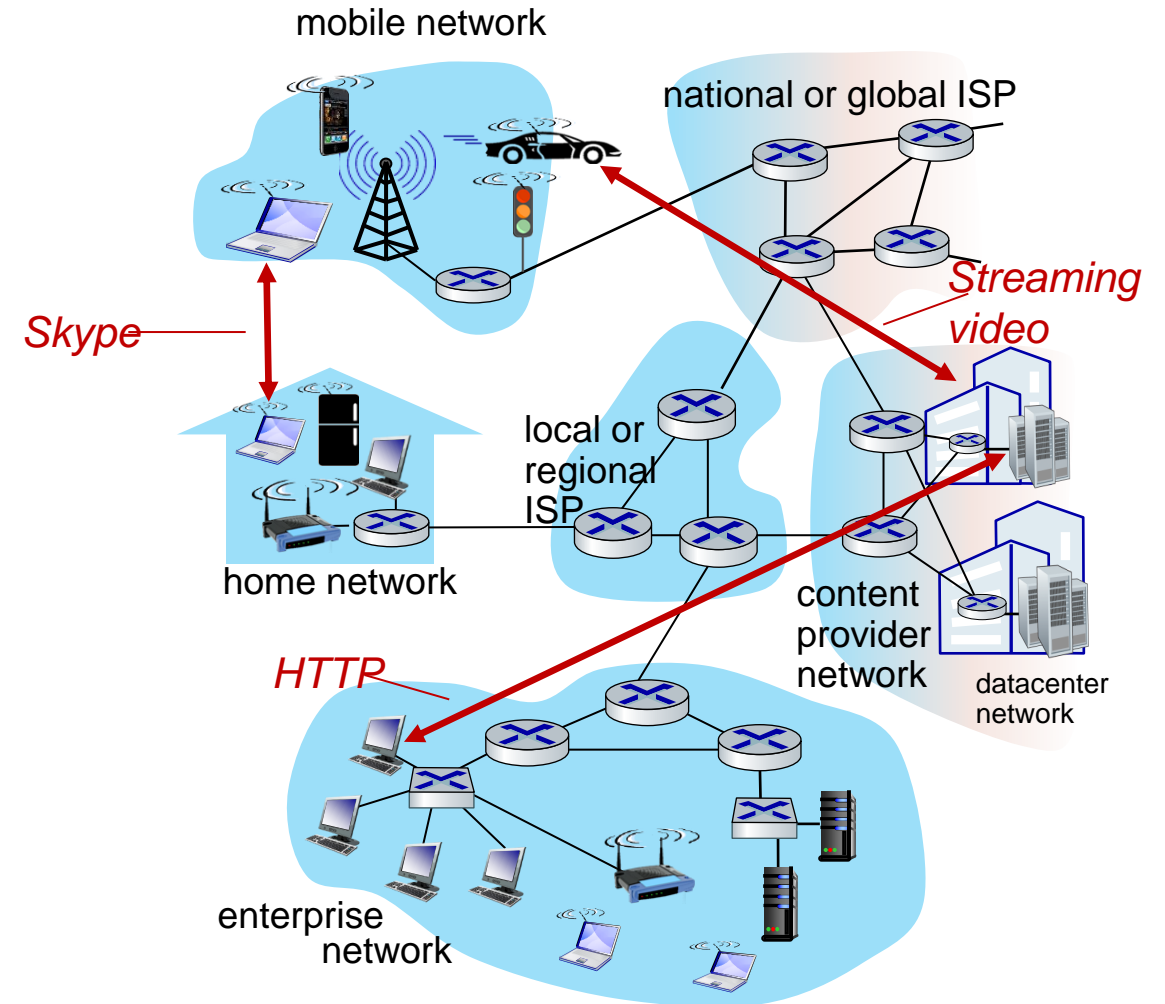 mobile network
national or global ISP
Streaming
video
Skype
local or
regional
ISP
home network
content
provider
network
datacenter
network
HTTP
enterprise
network